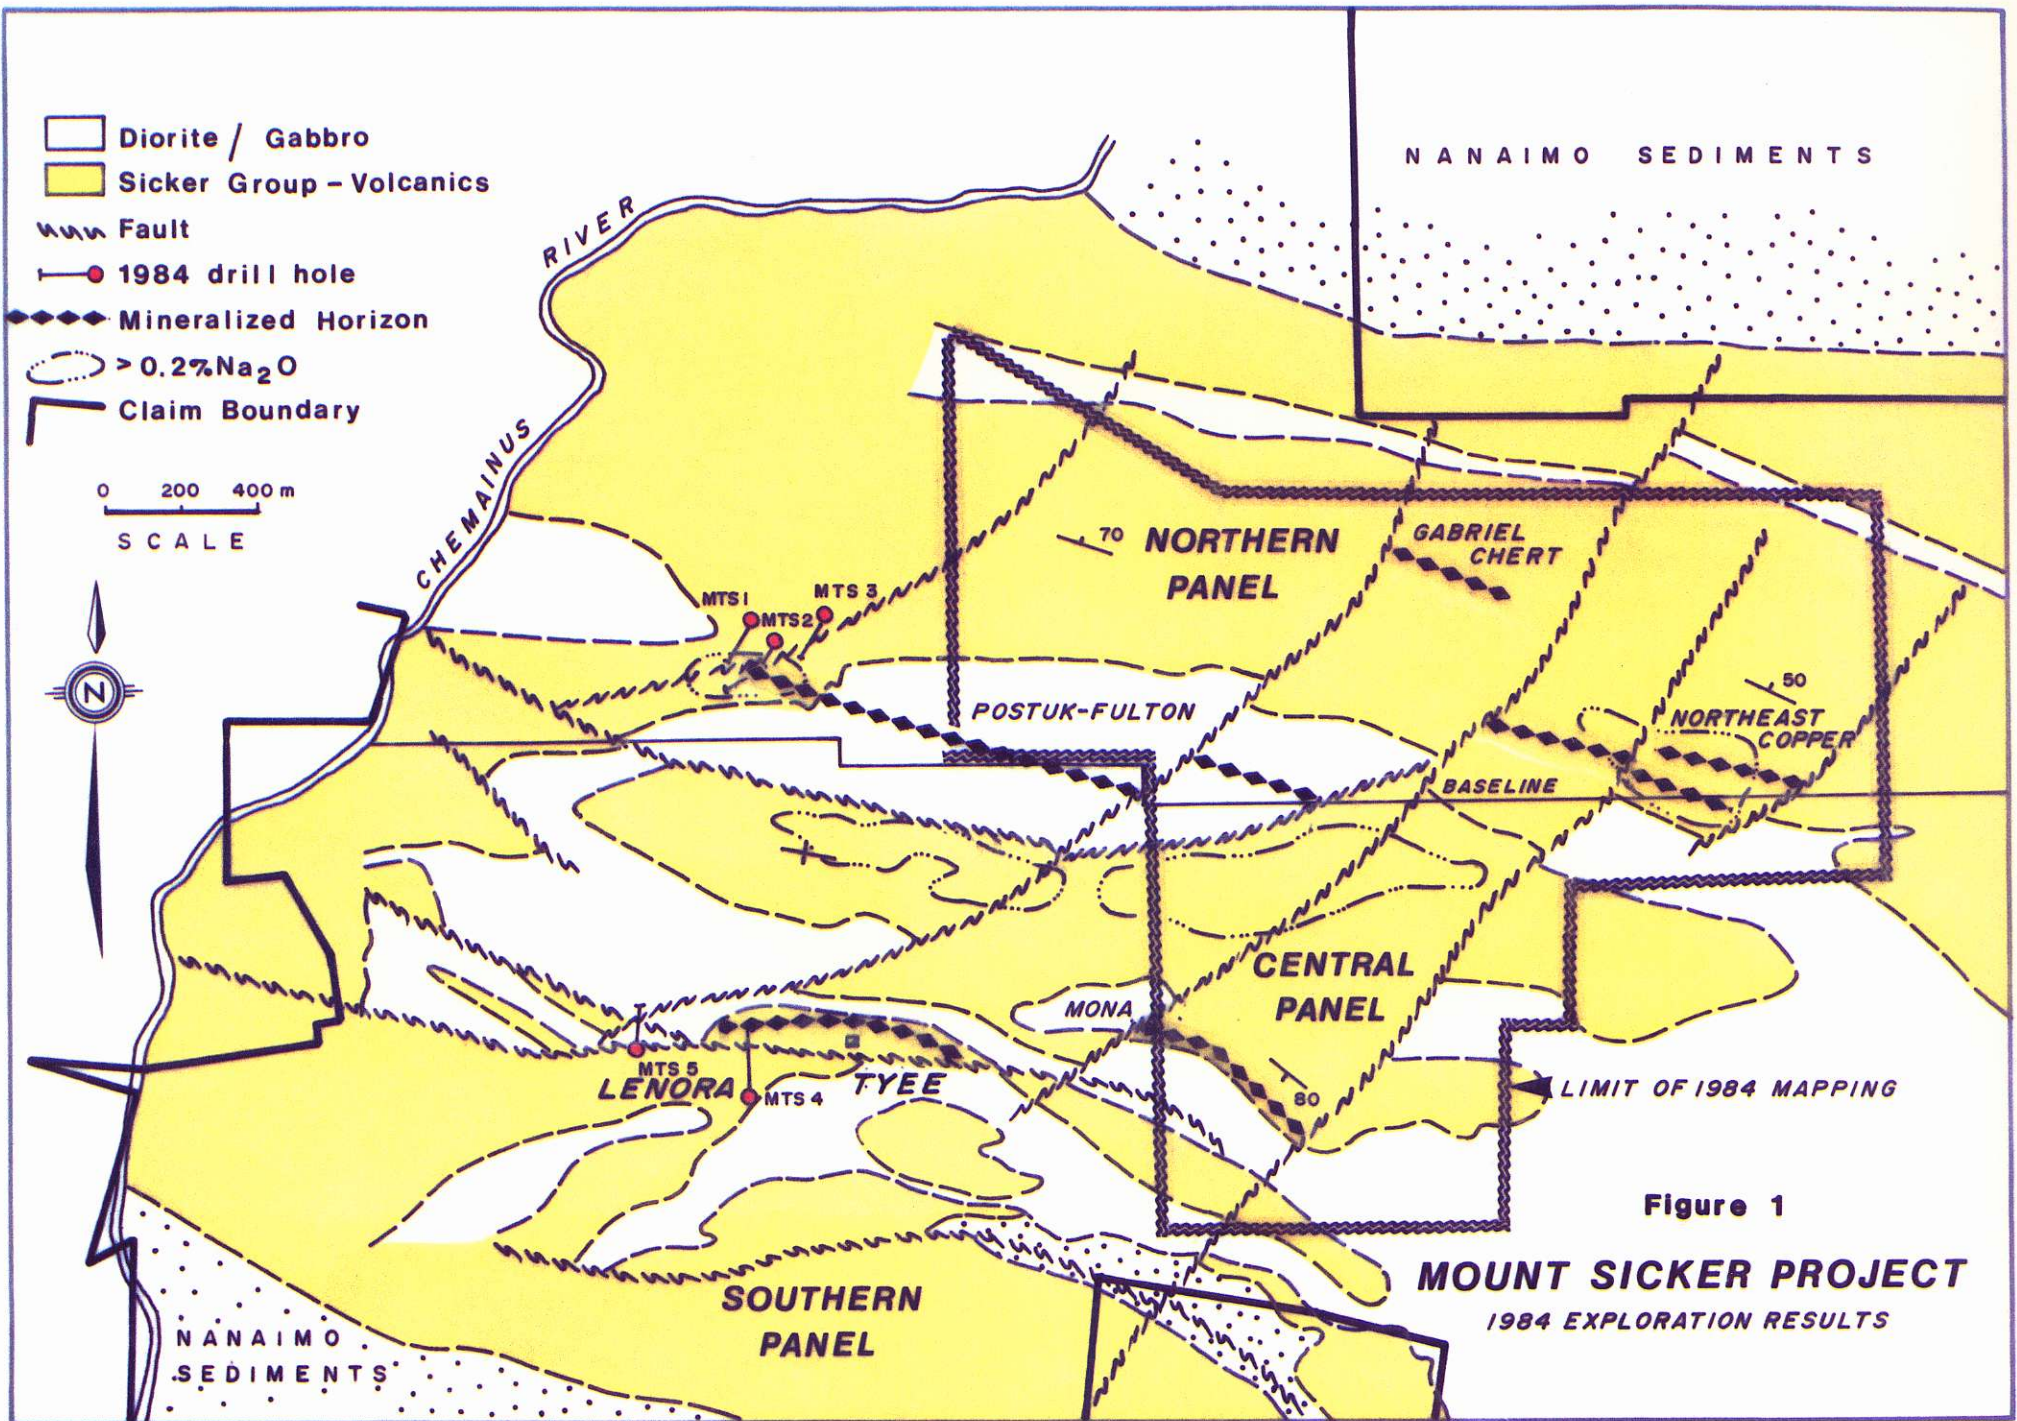 Diorite / Gabbro
Sicker Group – Volcanics
Fault
1984 drill hole
Mineralized Horizon
> 0.2% Na₂O
Claim Boundary
0 200 400 m
SCALE
N
CHEMAINUS RIVER
NANAIMO SEDIMENTS
70
NORTHERN
PANEL
GABRIEL
CHERT
MTS 1
MTS 2
MTS 3
POSTUK-FULTON
50
NORTHEAST
COPPER
BASELINE
CENTRAL
PANEL
MONA
MTS 5
LENORA
MTS 4
TYEE
80
LIMIT OF 1984 MAPPING
SOUTHERN
PANEL
NANAIMO
SEDIMENTS
Figure 1
MOUNT SICKER PROJECT
1984 EXPLORATION RESULTS